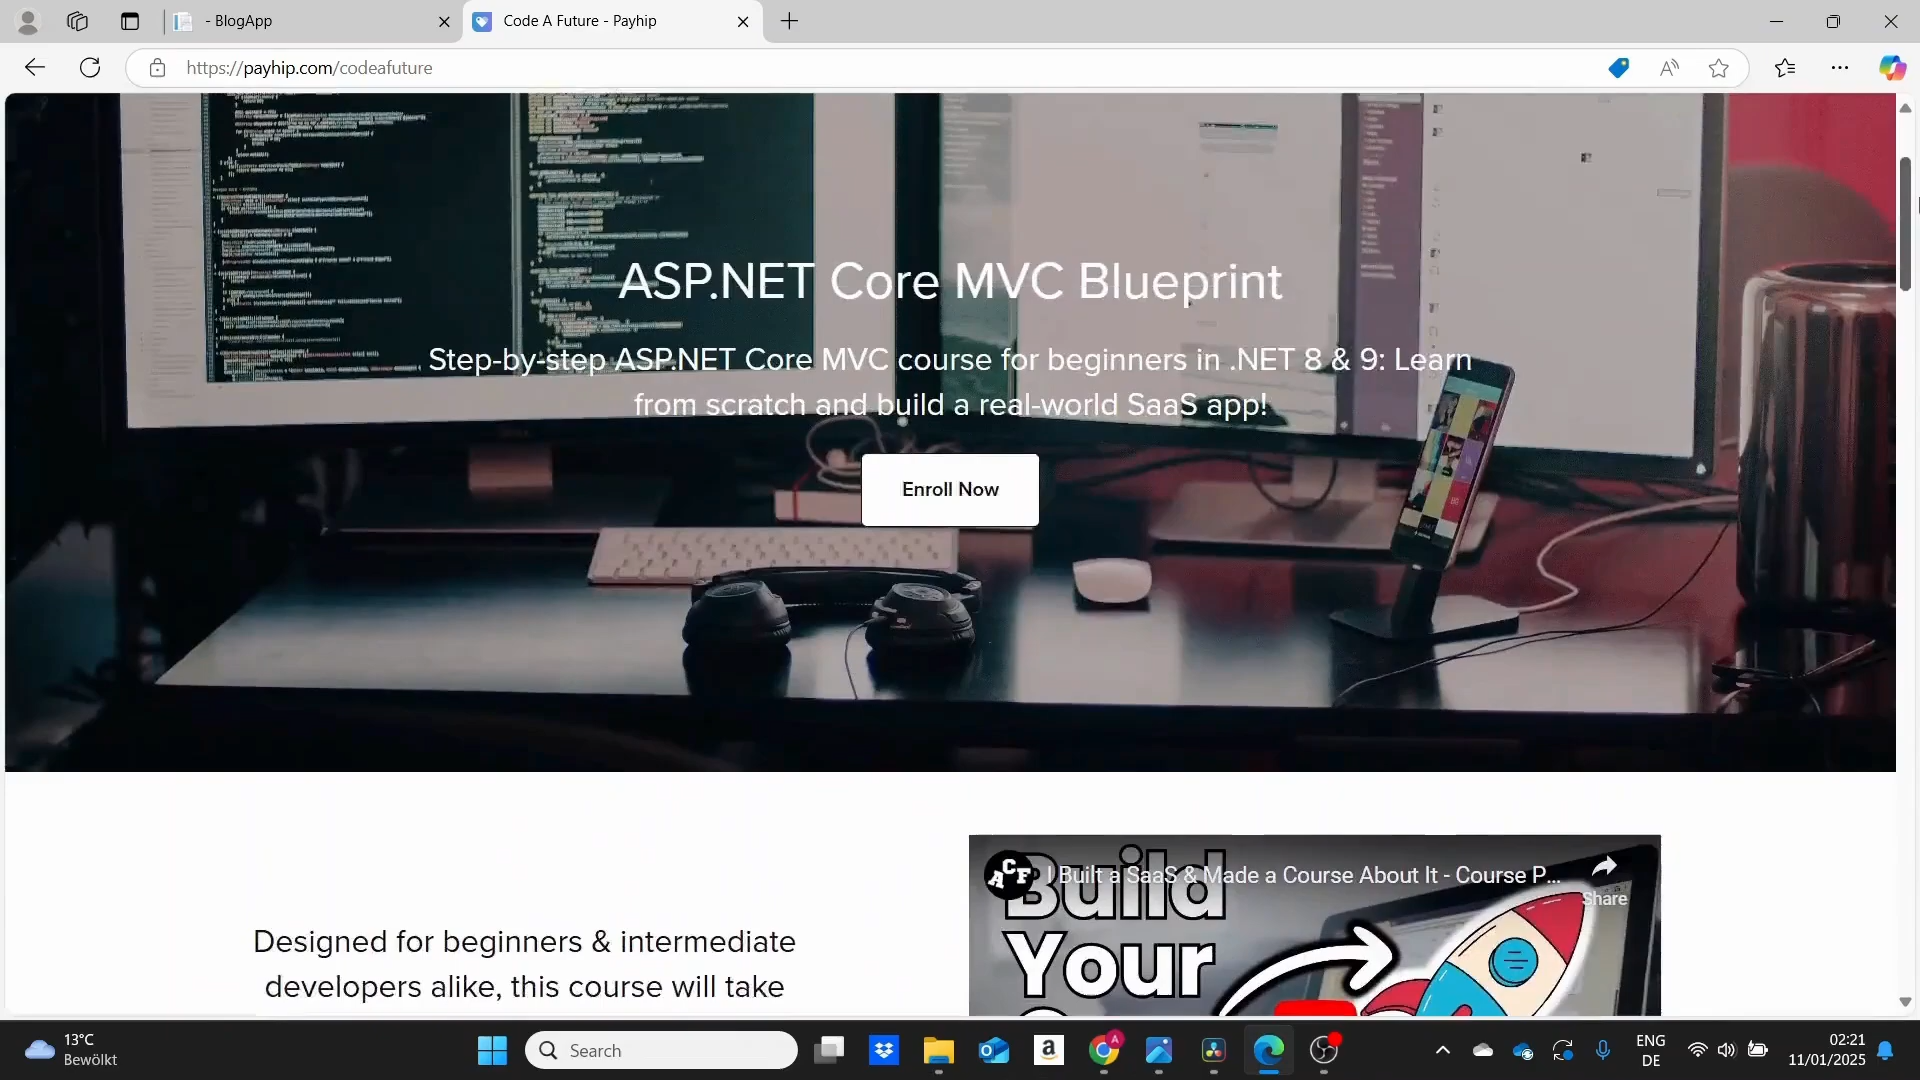 - BlogApp
Code A Future - Payhip
https://payhip.com/codeafuture
ASP.NET Core MVC Blueprint
Step-by-step ASP.NET Core MVC course for beginners in .NET 8 & 9: Learn
from scratch and build a real-world SaaS app!
Enroll Now
Designed for beginners & intermediate
developers alike, this course will take
ACF
I Built a SaaS & Made a Course About It - Course P...
Share
Build
Your
13°C
Bewölkt
Search
ENG
DE
02:21
11/01/2025